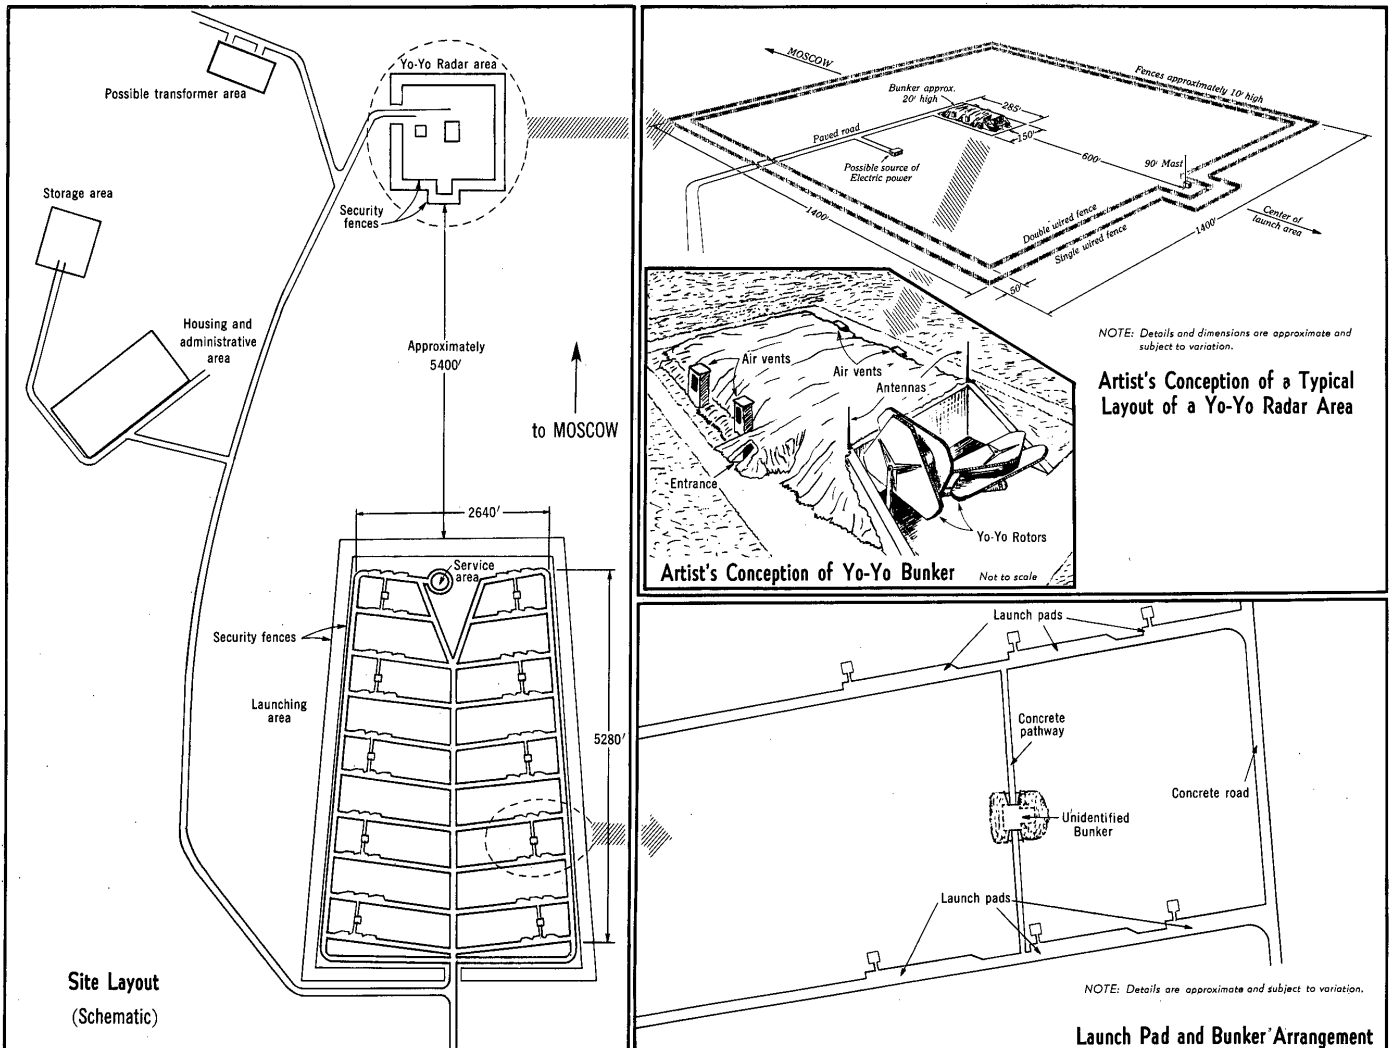 Possible transformer area
Yo-Yo Radar area
Security
fences
Storage area
Housing and
administrative
area
Approximately
5400'
to MOSCOW
2640'
Service
area
Security fences
Launching
area
5280'
Site Layout
(Schematic)
MOSCOW
Fences approximately 10' high
Bunker approx.
20' high
285'
150'
Paved road
Possible source of
Electric power
600'
90' Mast
1400'
Double wired fence
Single wired fence
Center of
launch area
1400'
50'
NOTE: Details and dimensions are approximate and
subject to variation.
Artist's Conception of a Typical
Layout of a Yo-Yo Radar Area
Air vents
Air vents
Antennas
Entrance
Yo-Yo Rotors
Artist's Conception of Yo-Yo Bunker
Not to scale
Launch pads
Concrete
pathway
Concrete road
Unidentified
Bunker
Launch pads
NOTE: Details are approximate and subject to variation.
Launch Pad and Bunker Arrangement